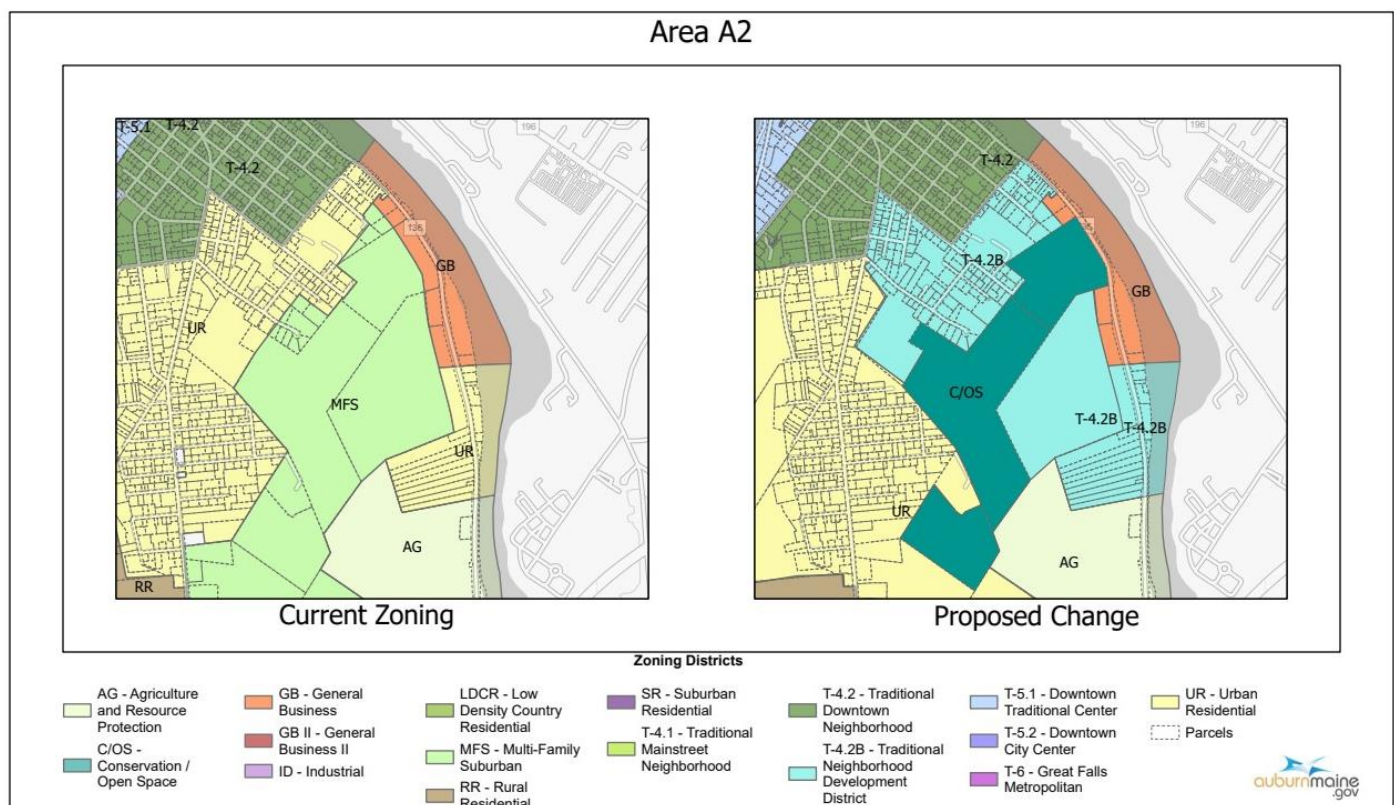 Area A2
T-5.1
T-4.2
T-4.2
136
GB
UR
MFS
UR
AG
RR
196
Current Zoning
T-4.2
T-4.2B
GB
C/OS
T-4.2B
T-4.2B
UR
AG
196
Proposed Change
Zoning Districts
AG - Agriculture
and Resource
Protection
C/OS -
Conservation /
Open Space
GB - General
Business
GB II - General
Business II
ID - Industrial
LDCR - Low
Density Country
Residential
MFS - Multi-Family
Suburban
RR - Rural
Residential
SR - Suburban
Residential
T-4.1 - Traditional
Mainstreet
Neighborhood
T-4.2 - Traditional
Downtown
Neighborhood
T-4.2B - Traditional
Neighborhood
Development
District
T-5.1 - Downtown
Traditional Center
T-5.2 - Downtown
City Center
T-6 - Great Falls
Metropolitan
UR - Urban
Residential
Parcels
auburnmaine
.gov